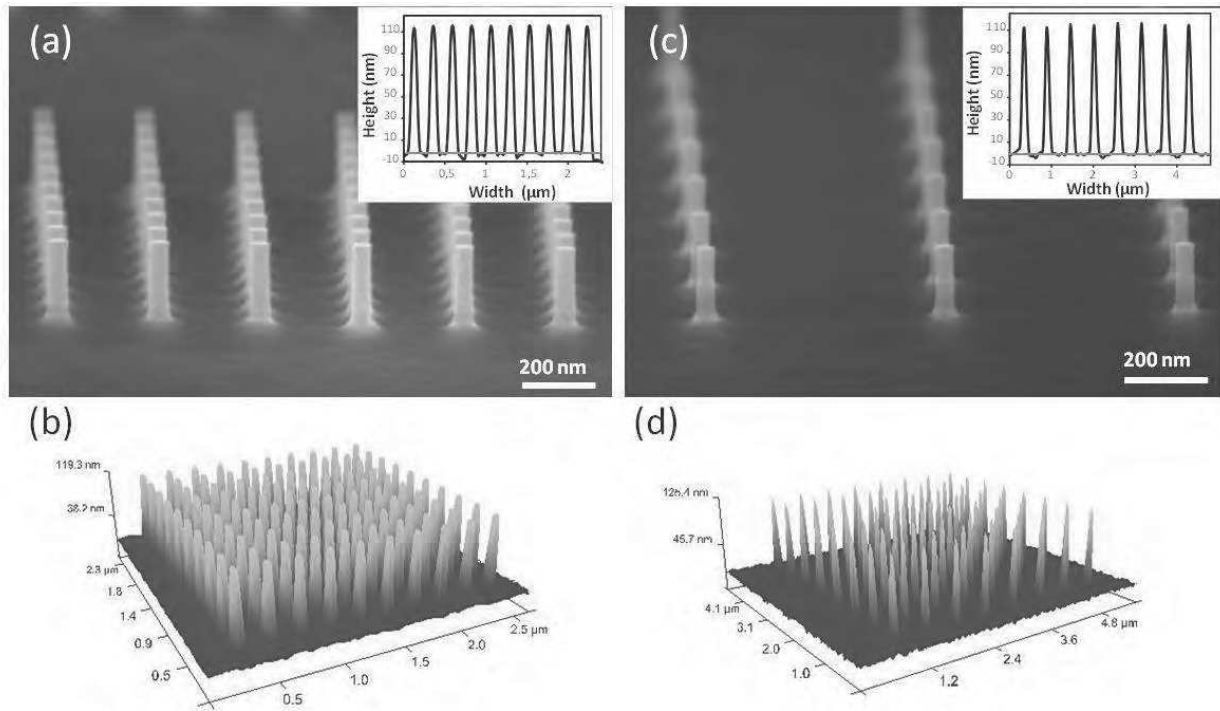 (a)
Height (nm)
110
90
70
50
30
10
-10
0
0,5
1
1,5
2
Width (μm)
200 nm
(c)
Height (nm)
110
90
70
50
30
10
-10
0
1
2
3
4
Width (μm)
200 nm
(b)
119.3 nm
38.2 nm
2.3 μm
1.8
1.4
0.9
0.5
0.5
1.0
1.5
2.0
2.5 μm
(d)
45.7 nm
4.1 μm
3.1
2.0
1.0
1.2
2.4
3.6
4.8 μm